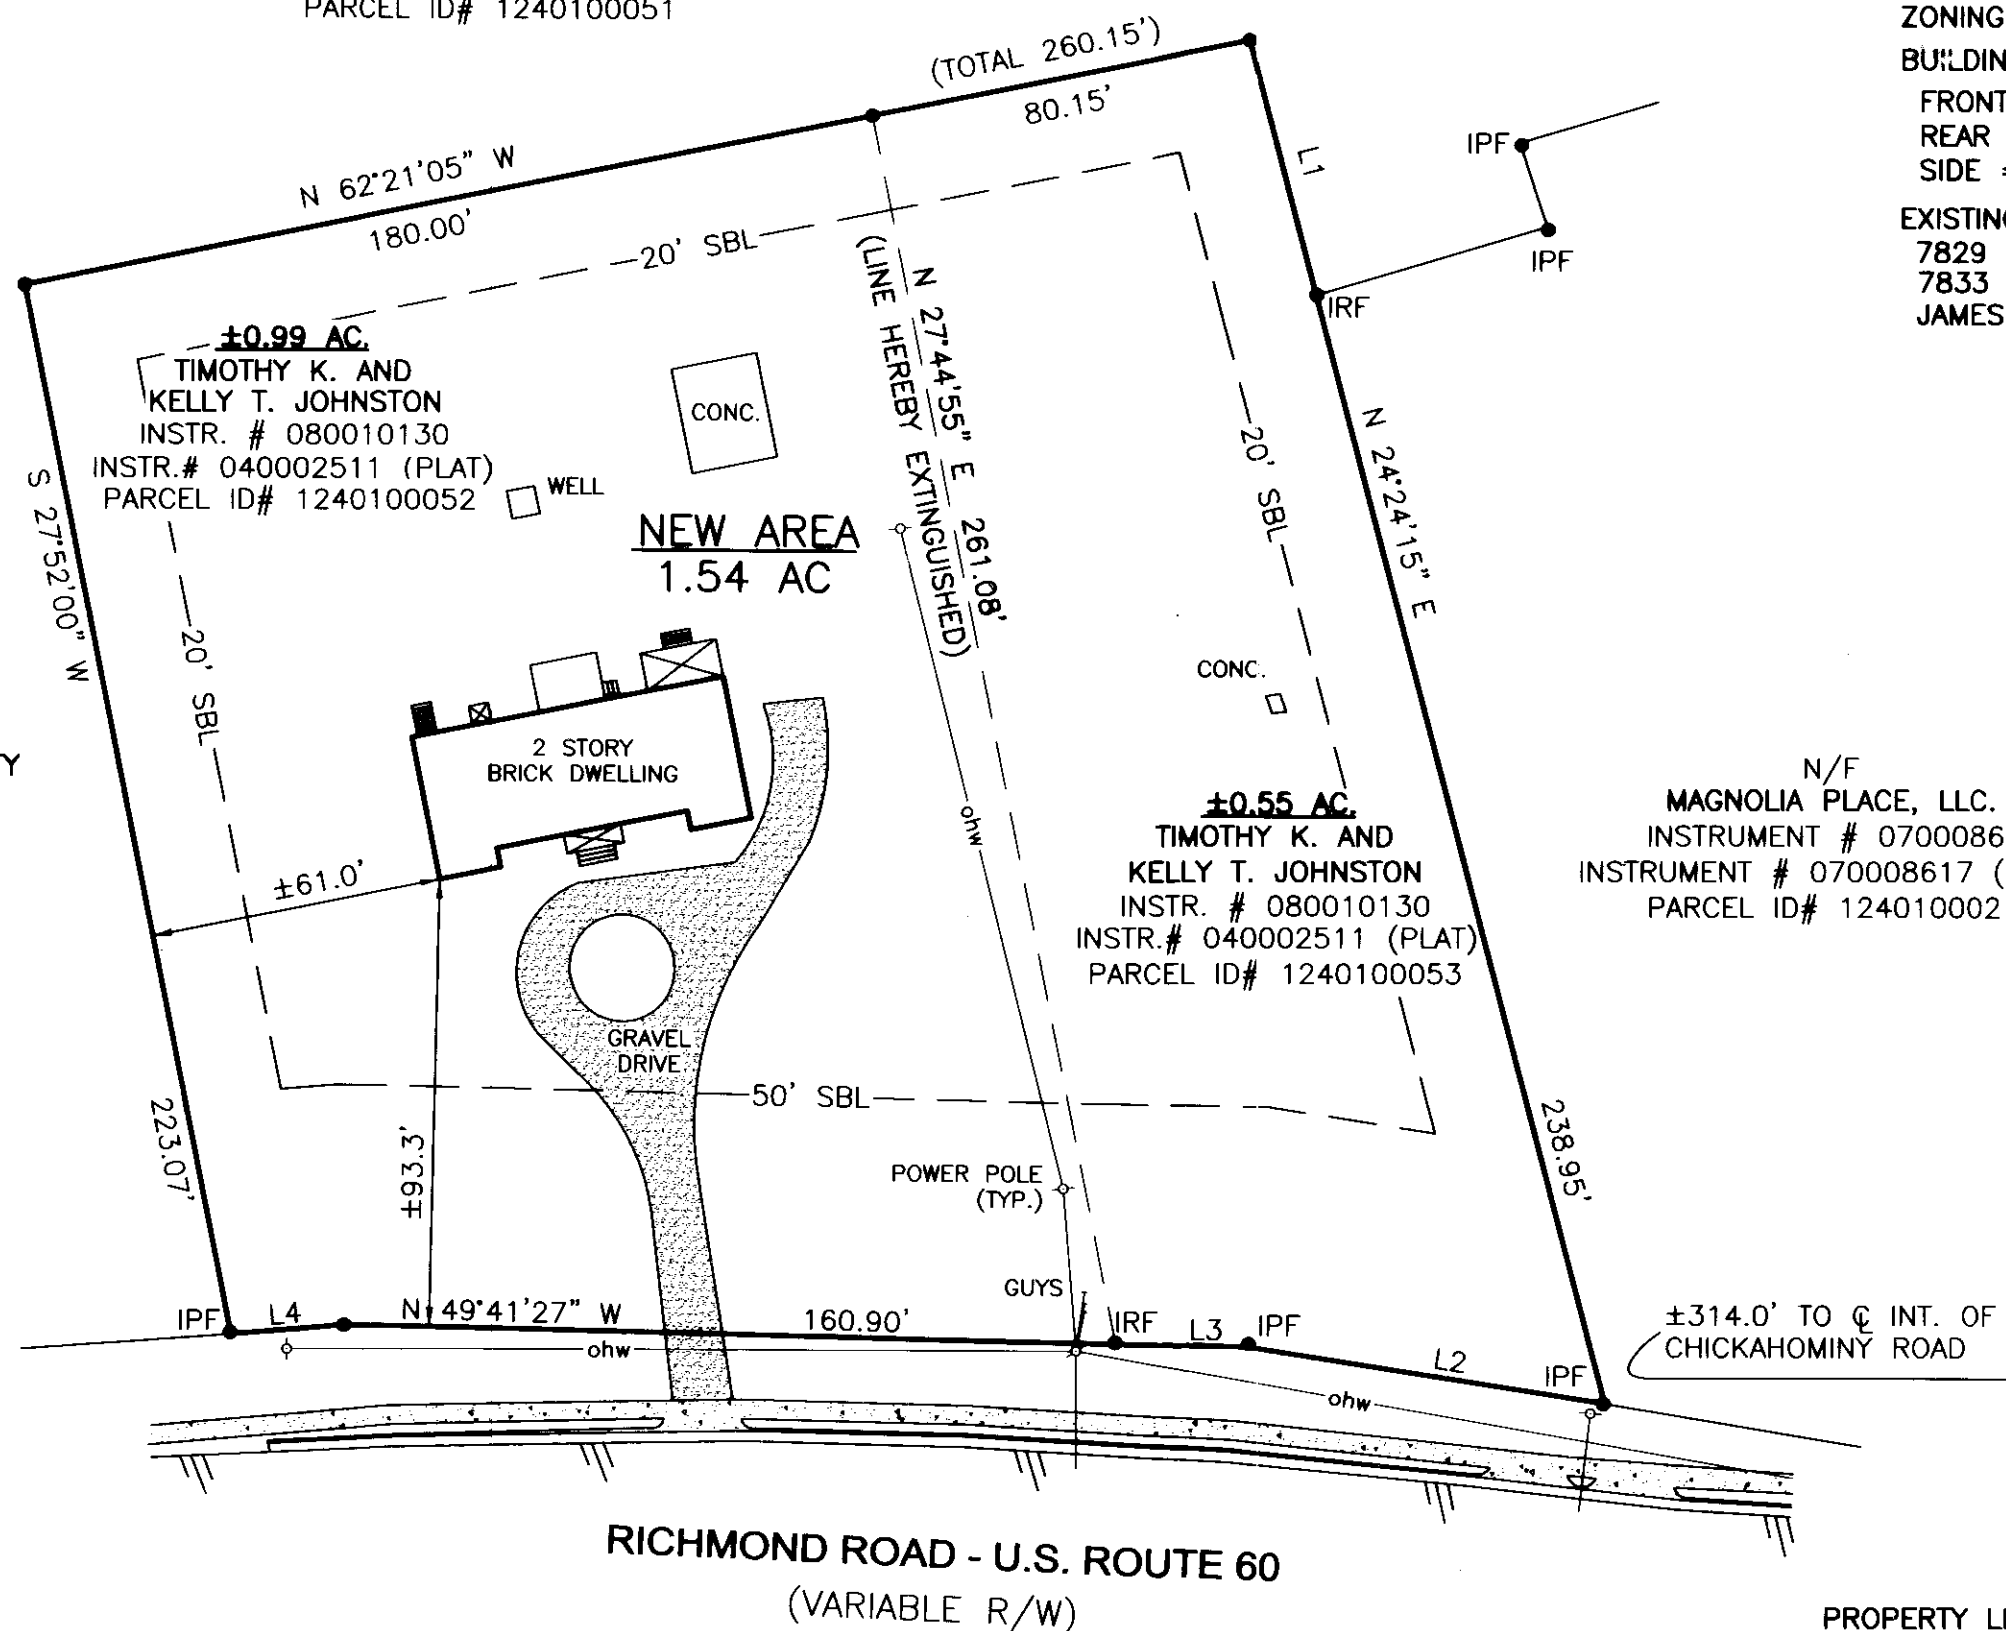 PARCEL ID# 1240100051
(TOTAL 260.15')
80.15'
N 62°21'05" W
180.00'
20' SBL
L1
IPF
IPF
IRF
ZONING
BUILDIN
FRONT
REAR
SIDE
EXISTING
7829
7833
JAMES
±0.99 AC.
TIMOTHY K. AND
KELLY T. JOHNSTON
INSTR. # 080010130
INSTR.# 040002511 (PLAT)
PARCEL ID# 1240100052
CONC.
WELL
NEW AREA
1.54 AC
N 27°44'55" E 261.08'
(LINE HEREBY EXTINGUISHED)
20' SBL
N 24°24'15" E
S 27°52'00" W
20' SBL
Y
2 STORY
BRICK DWELLING
CONC.
ohw
±0.55 AC.
TIMOTHY K. AND
KELLY T. JOHNSTON
INSTR. # 080010130
INSTR.# 040002511 (PLAT)
PARCEL ID# 1240100053
N/F
MAGNOLIA PLACE, LLC.
INSTRUMENT # 0700086
INSTRUMENT # 070008617 (
PARCEL ID# 124010002
±61.0'
GRAVEL
DRIVE
50' SBL
223.07'
±93.3'
238.95'
POWER POLE
(TYP.)
GUYS
IPF
L4
N 49°41'27" W
160.90'
IRF
L3
IPF
L2
IPF
±314.0' TO ℄ INT. OF
CHICKAHOMINY ROAD
ohw
ohw
RICHMOND ROAD - U.S. ROUTE 60
(VARIABLE R/W)
PROPERTY LI